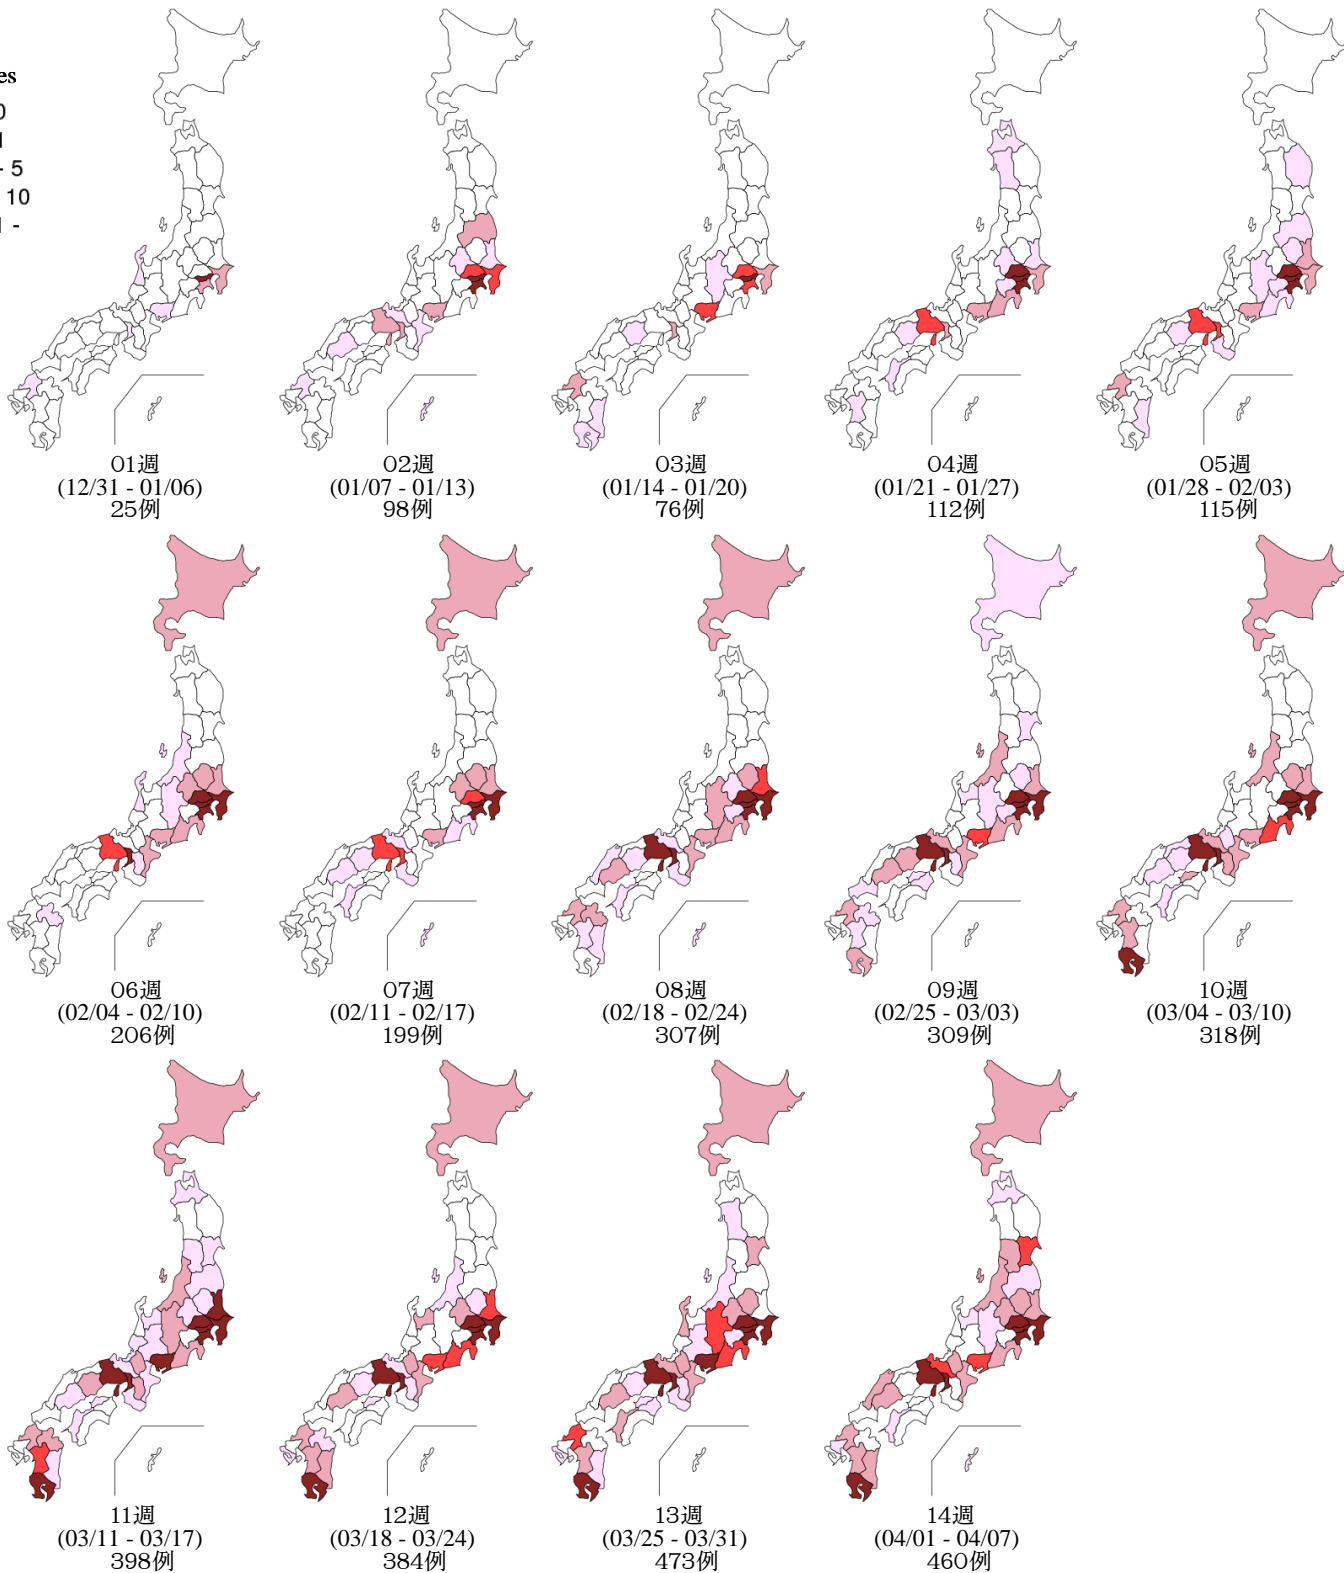 es
0
1
- 5
10
-
01週
(12/31 - 01/06)
25例
02週
(01/07 - 01/13)
98例
03週
(01/14 - 01/20)
76例
04週
(01/21 - 01/27)
112例
05週
(01/28 - 02/03)
115例
06週
(02/04 - 02/10)
206例
07週
(02/11 - 02/17)
199例
08週
(02/18 - 02/24)
307例
09週
(02/25 - 03/03)
309例
10週
(03/04 - 03/10)
318例
11週
(03/11 - 03/17)
398例
12週
(03/18 - 03/24)
384例
13週
(03/25 - 03/31)
473例
14週
(04/01 - 04/07)
460例